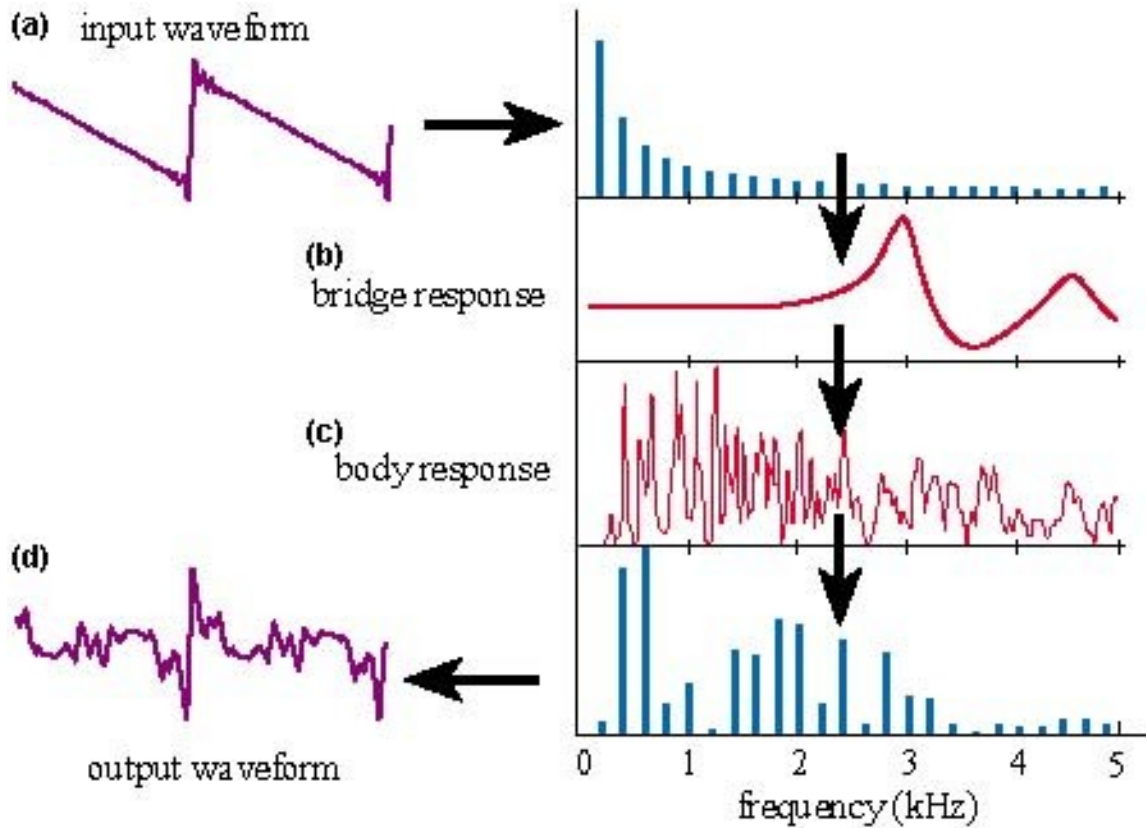 (a) input waveform
(b)
bridge response
(c)
body response
(d)
output waveform
0 1 2 3 4 5
frequency (kHz)